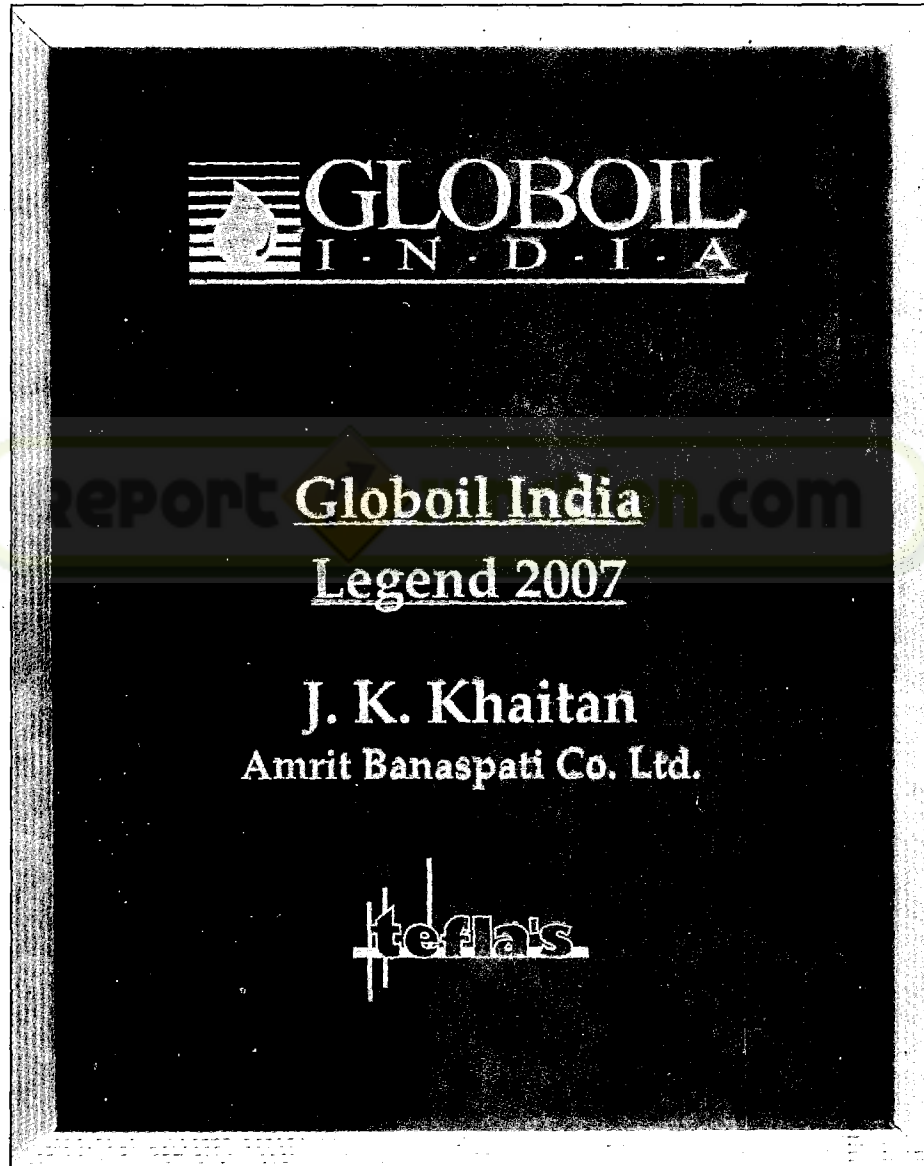 GLOBOIL
I·N·D·I·A
Globoil India
Legend 2007
J. K. Khaitan
Amrit Banaspati Co. Ltd.
tefla's